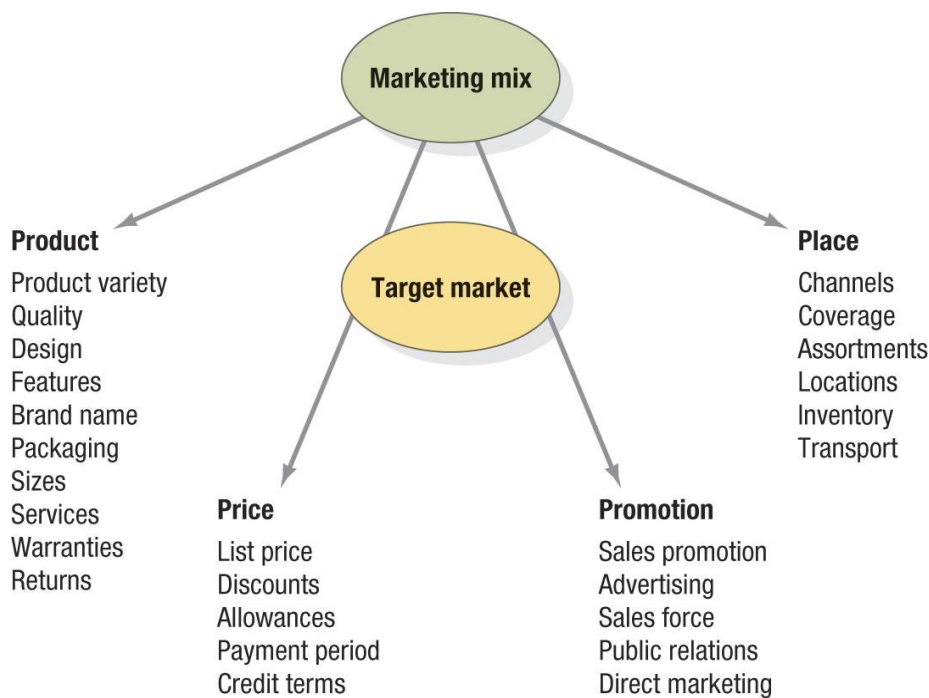 Marketing mix
Target market
Product
Product variety
Quality
Design
Features
Brand name
Packaging
Sizes
Services
Warranties
Returns
Price
List price
Discounts
Allowances
Payment period
Credit terms
Promotion
Sales promotion
Advertising
Sales force
Public relations
Direct marketing
Place
Channels
Coverage
Assortments
Locations
Inventory
Transport